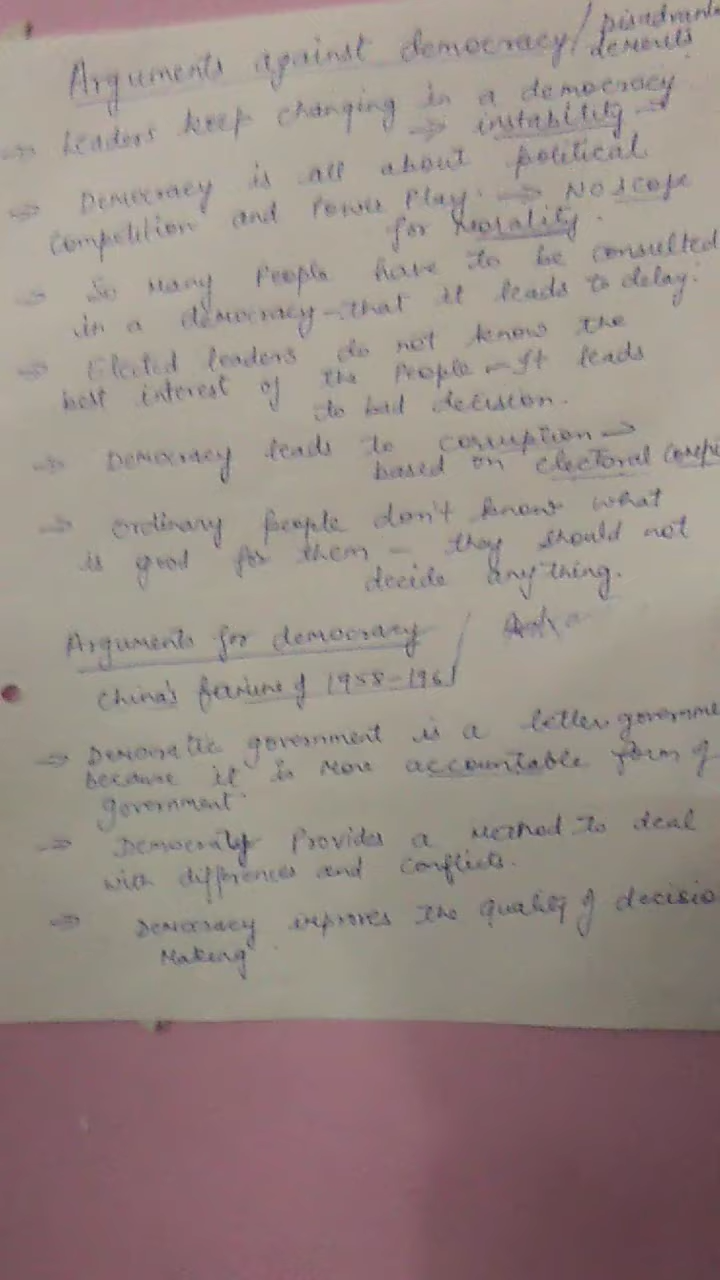 Arguments against democracy/
demerits
⇒ Leaders keep changing in a democracy
⇒ instability →
⇒ Democracy is all about political
Competition and Power Play. ⇒ No scope
for Morality.
⇒ So Many People have to be consulted
in a democracy - that it leads to delay.
⇒ Elected leaders do not know the
best interest of the People - It leads
to bad decision.
⇒ Democracy leads to corruption ⇒
based on electoral
⇒ Ordinary people don't know what
is good for them - they should not
decide anything.
Arguments for democracy /
China's famine of 1958-1961
⇒ Democratic government is a better
because it is More accountable form of
government.
⇒ Democracy Provides a Method to deal
with differences and conflicts.
⇒ Democracy improves the quality of
Making